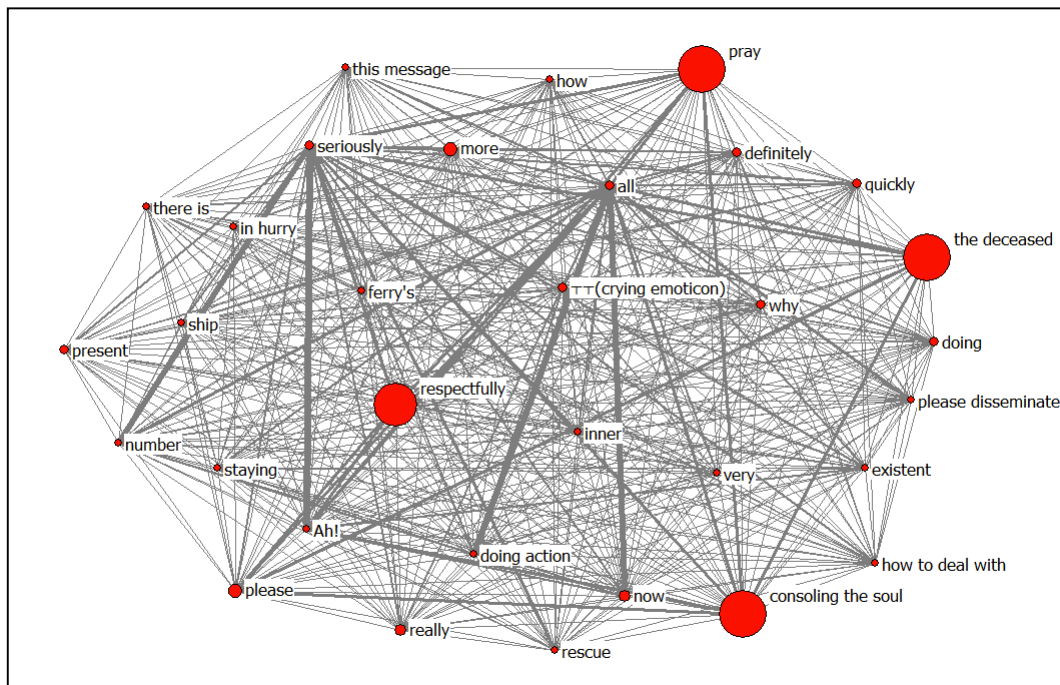 pray
this message
how
seriously
more
definitely
all
quickly
there is
in hurry
the deceased
ㅜㅜ(crying emoticon)
ferry's
why
ship
present
doing
respectfully
please disseminate
inner
number
staying
very
existent
Ah!
doing action
how to deal with
please
now
consoling the soul
really
rescue